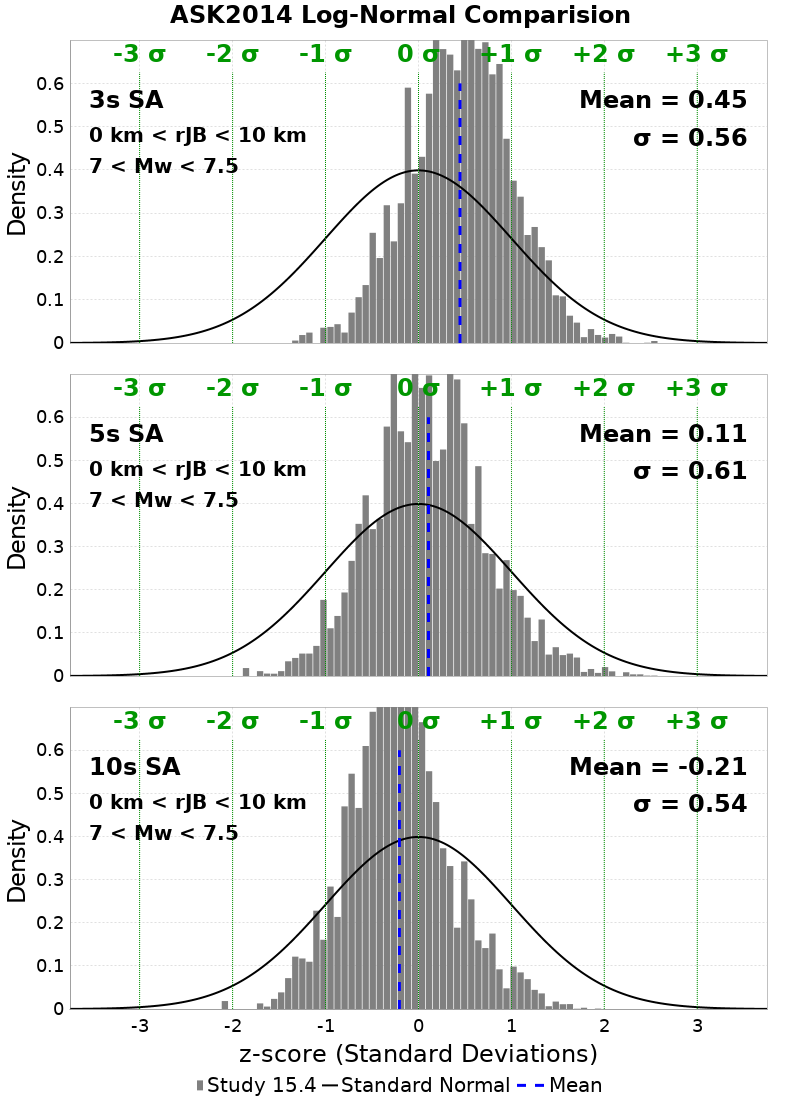 ASK2014 Log-Normal Comparision
-3 σ -2 σ -1 σ 0 σ +1 σ +2 σ +3 σ
3s SA
0 km < rJB < 10 km
7 < Mw < 7.5
Mean = 0.45
σ = 0.56
0.6
0.5
0.4
0.3
0.2
0.1
0
Density
-3 σ -2 σ -1 σ 0 σ +1 σ +2 σ +3 σ
5s SA
0 km < rJB < 10 km
7 < Mw < 7.5
Mean = 0.11
σ = 0.61
0.6
0.5
0.4
0.3
0.2
0.1
0
Density
-3 σ -2 σ -1 σ 0 σ +1 σ +2 σ +3 σ
10s SA
0 km < rJB < 10 km
7 < Mw < 7.5
Mean = -0.21
σ = 0.54
0.6
0.5
0.4
0.3
0.2
0.1
0
Density
-3 -2 -1 0 1 2 3
z-score (Standard Deviations)
Study 15.4 Standard Normal Mean